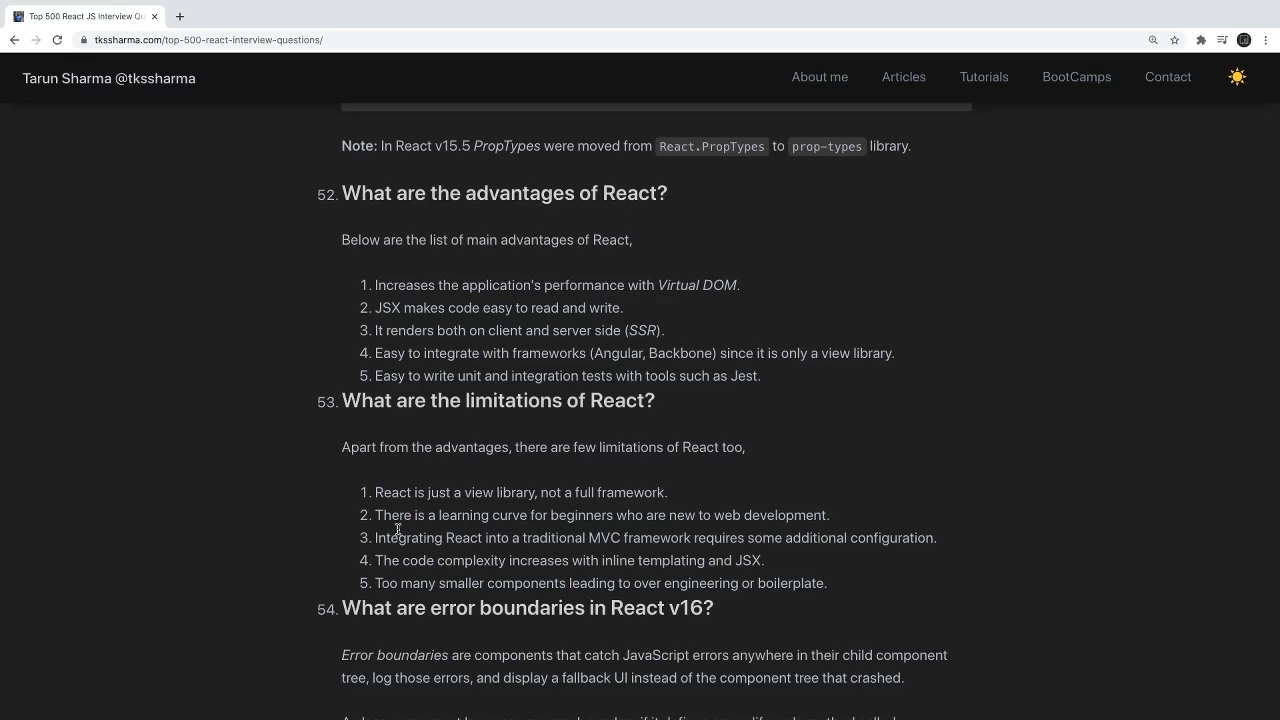 Top 500 React JS Interview Qu
tkssharma.com/top-500-react-interview-questions/
Tarun Sharma @tkssharma
About me
Articles
Tutorials
BootCamps
Contact
Note: In React v15.5 PropTypes were moved from React.PropTypes to prop-types library.
52. What are the advantages of React?
Below are the list of main advantages of React,
1. Increases the application's performance with Virtual DOM.
2. JSX makes code easy to read and write.
3. It renders both on client and server side (SSR).
4. Easy to integrate with frameworks (Angular, Backbone) since it is only a view library.
5. Easy to write unit and integration tests with tools such as Jest.
53. What are the limitations of React?
Apart from the advantages, there are few limitations of React too,
1. React is just a view library, not a full framework.
2. There is a learning curve for beginners who are new to web development.
3. Integrating React into a traditional MVC framework requires some additional configuration.
4. The code complexity increases with inline templating and JSX.
5. Too many smaller components leading to over engineering or boilerplate.
54. What are error boundaries in React v16?
Error boundaries are components that catch JavaScript errors anywhere in their child component
tree, log those errors, and display a fallback UI instead of the component tree that crashed.